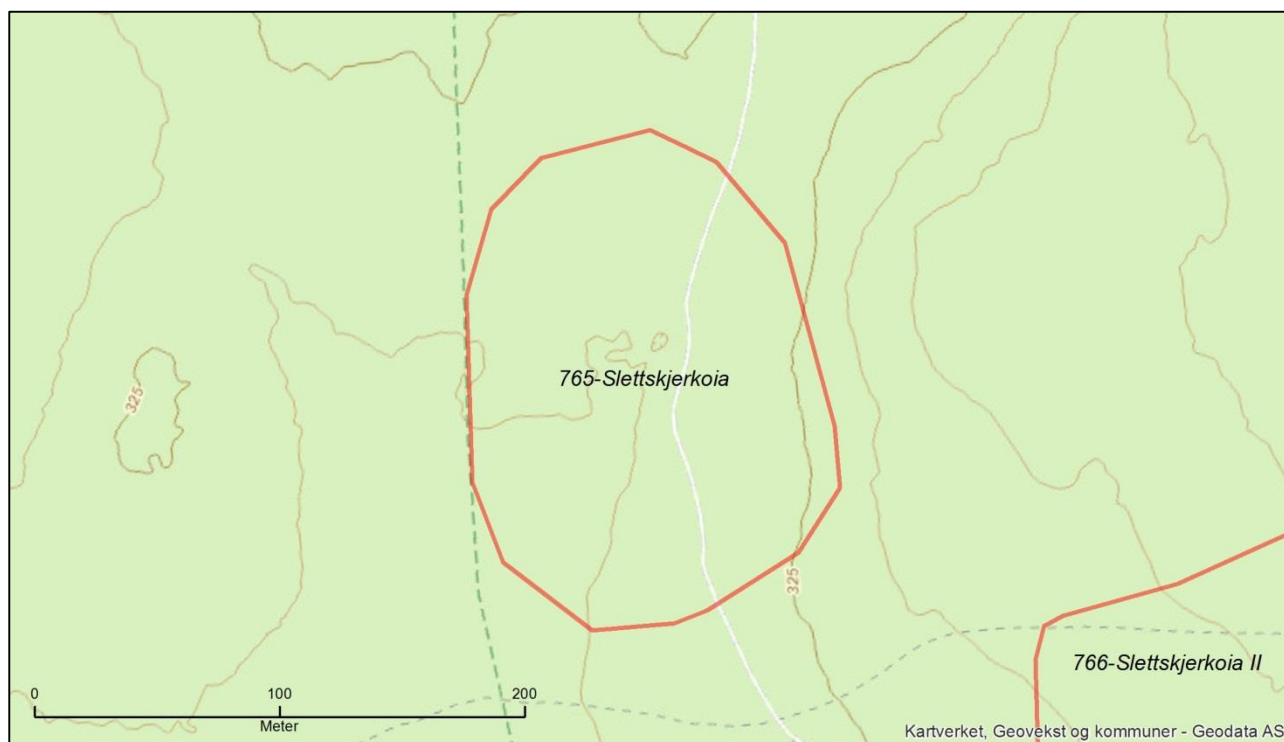 325
765-Slettskjerkoia
325
766-Slettskjerkoia II
0 100 200
Meter
Kartverket, Geovekst og kommuner - Geodata AS